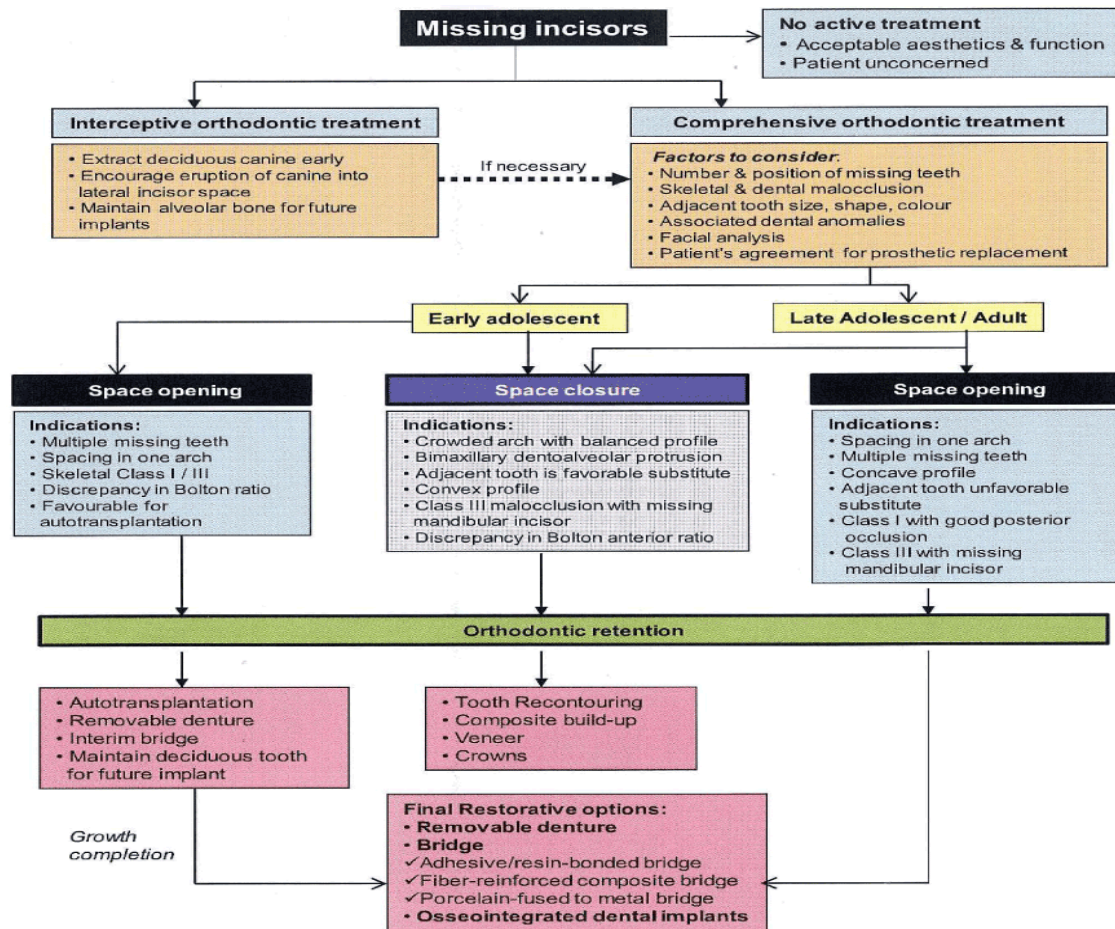 Missing incisors
No active treatment
• Acceptable aesthetics & function
• Patient unconcerned
Interceptive orthodontic treatment
• Extract deciduous canine early
• Encourage eruption of canine into
lateral incisor space
• Maintain alveolar bone for future
implants
If necessary
Comprehensive orthodontic treatment
Factors to consider:
• Number & position of missing teeth
• Skeletal & dental malocclusion
• Adjacent tooth size, shape, colour
• Associated dental anomalies
• Facial analysis
• Patient's agreement for prosthetic replacement
Early adolescent
Late Adolescent / Adult
Space opening
Indications:
• Multiple missing teeth
• Spacing in one arch
• Skeletal Class I / III
• Discrepancy in Bolton ratio
• Favourable for
autotransplantation
Space closure
Indications:
• Crowded arch with balanced profile
• Bimaxillary dentoalveolar protrusion
• Adjacent tooth is favorable substitute
• Convex profile
• Class III malocclusion with missing
mandibular incisor
• Discrepancy in Bolton anterior ratio
Space opening
Indications:
• Spacing in one arch
• Multiple missing teeth
• Concave profile
• Adjacent tooth unfavorable
substitute
• Class I with good posterior
occlusion
• Class III with missing
mandibular incisor
Orthodontic retention
• Autotransplantation
• Removable denture
• Interim bridge
• Maintain deciduous tooth
for future implant
• Tooth Recontouring
• Composite build-up
• Veneer
• Crowns
Growth
completion
Final Restorative options:
• Removable denture
• Bridge
✓Adhesive/resin-bonded bridge
✓Fiber-reinforced composite bridge
✓Porcelain-fused to metal bridge
• Osseointegrated dental implants